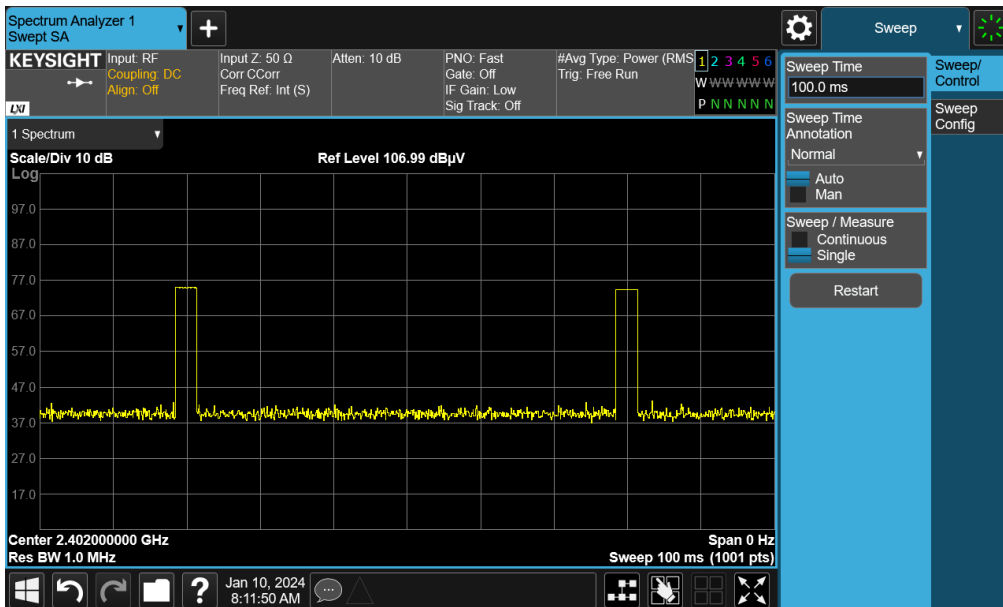 Spectrum Analyzer 1
Swept SA
Sweep
KEYSIGHT
LXI
Input: RF
Coupling: DC
Align: Off
Input Z: 50 Ω
Corr CCorr
Freq Ref: Int (S)
Atten: 10 dB
PNO: Fast
Gate: Off
IF Gain: Low
Sig Track: Off
#Avg Type: Power (RMS
Trig: Free Run
1 2 3 4 5 6
W W W W W W
P N N N N N
1 Spectrum
Scale/Div 10 dB
Ref Level 106.99 dBµV
Log
97.0
87.0
77.0
67.0
57.0
47.0
37.0
27.0
17.0
Center 2.402000000 GHz
Span 0 Hz
Res BW 1.0 MHz
Sweep 100 ms (1001 pts)
Sweep Time
100.0 ms
Sweep Time
Annotation
Normal
Auto
Man
Sweep / Measure
Continuous
Single
Restart
Sweep/
Control
Sweep
Config
?
Jan 10, 2024
8:11:50 AM